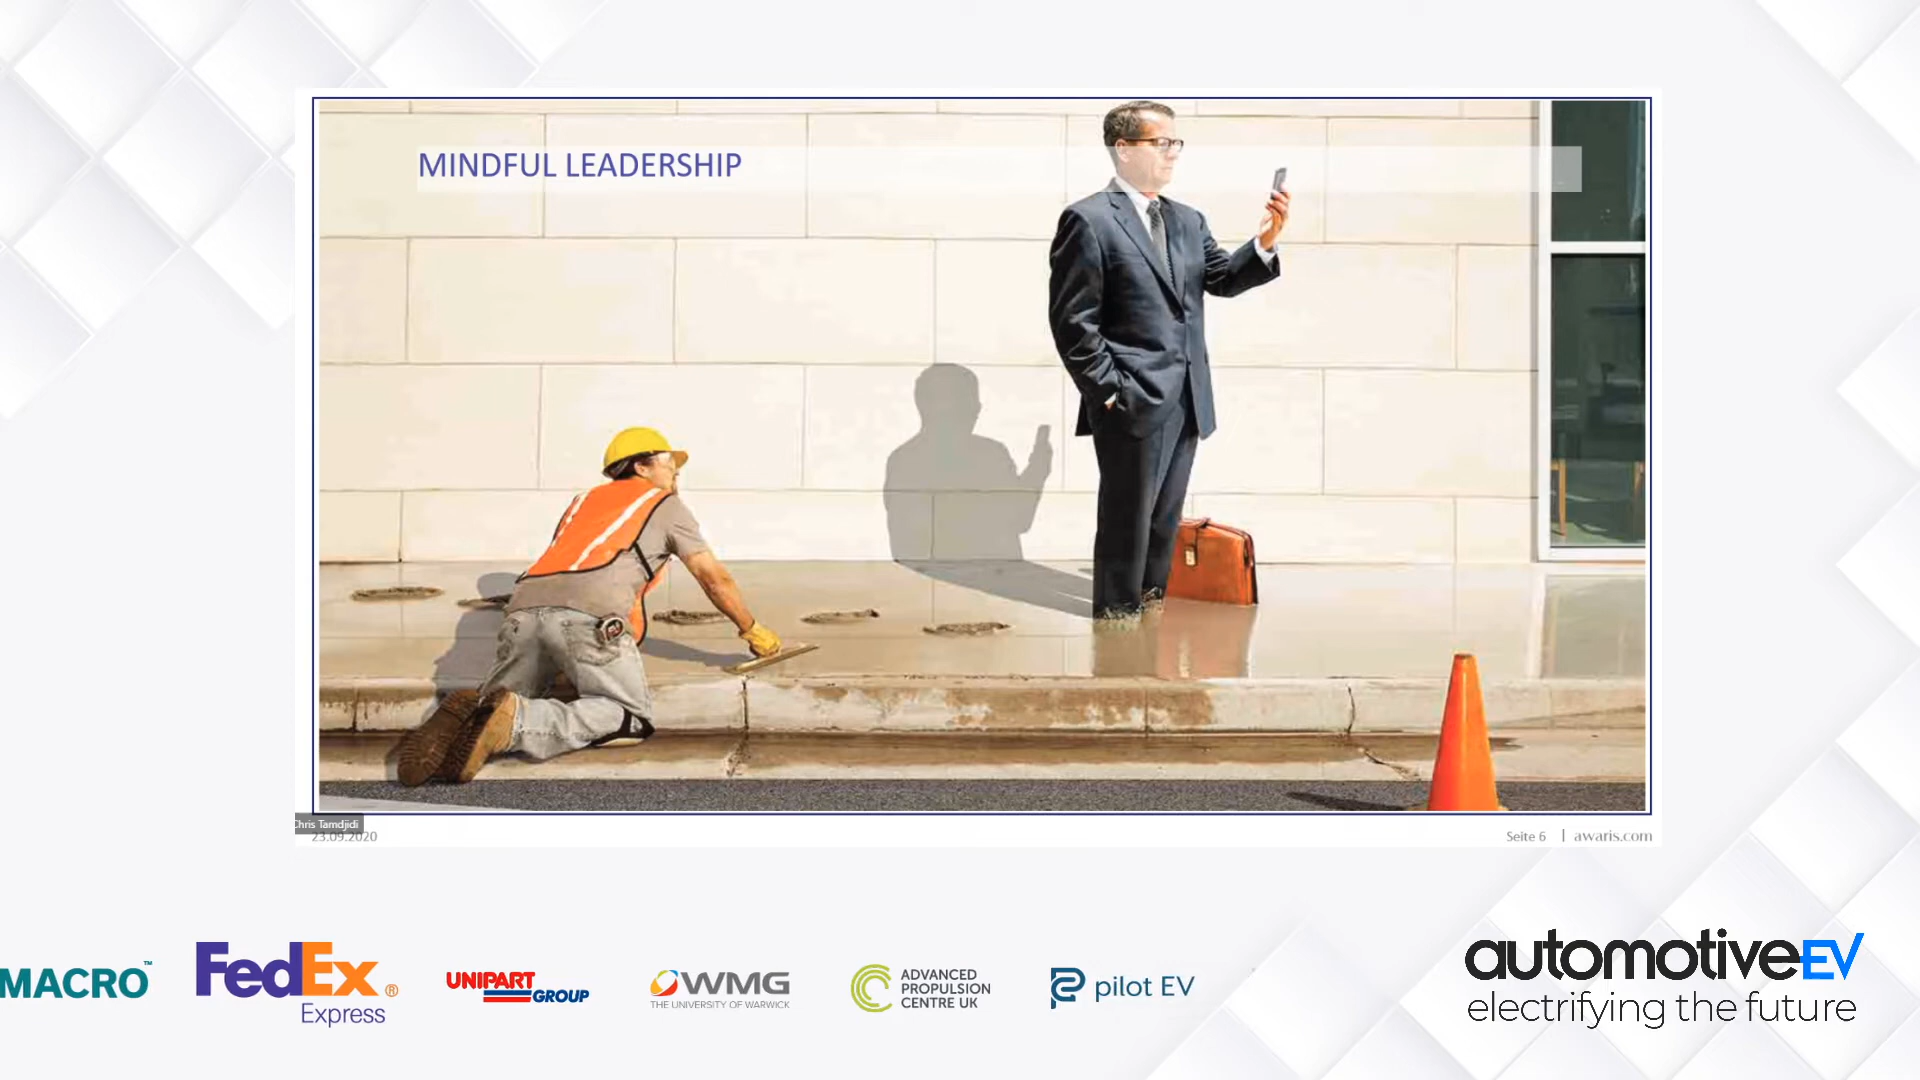 MINDFUL LEADERSHIP
Chris Tamdjidi
23.09.2020
Seite 6 | awaris.com
MACRO™
FedEx®
Express
UNIPART
GROUP
WMG
THE UNIVERSITY OF WARWICK
ADVANCED
PROPULSION
CENTRE UK
pilot EV
automotiveEV
electrifying the future